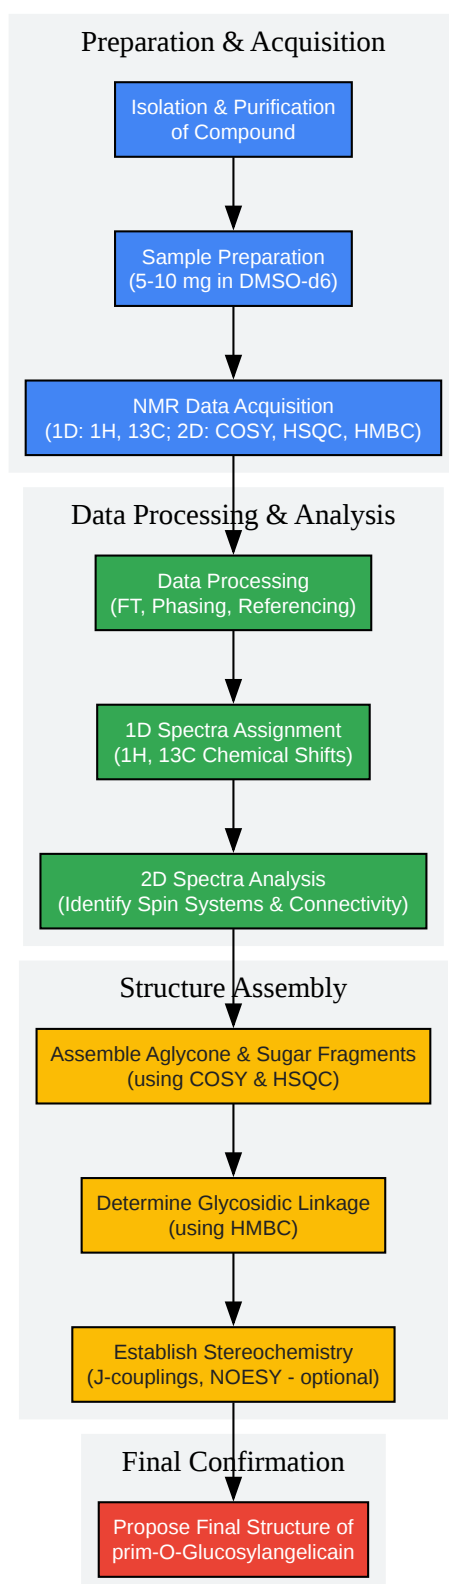 Preparation & Acquisition
Isolation & Purification
of Compound
Sample Preparation
(5-10 mg in DMSO-d6)
NMR Data Acquisition
(1D: 1H, 13C; 2D: COSY, HSQC, HMBC)
Data Processing & Analysis
Data Processing
(FT, Phasing, Referencing)
1D Spectra Assignment
(1H, 13C Chemical Shifts)
2D Spectra Analysis
(Identify Spin Systems & Connectivity)
Structure Assembly
Assemble Aglycone & Sugar Fragments
(using COSY & HSQC)
Determine Glycosidic Linkage
(using HMBC)
Establish Stereochemistry
(J-couplings, NOESY - optional)
Final Confirmation
Propose Final Structure of
prim-O-Glucosylangelicain